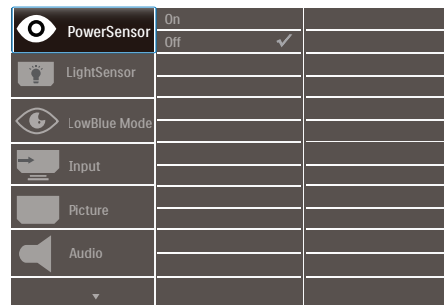 PowerSensor
On
Off
LightSensor
LowBlue Mode
Input
Picture
Audio